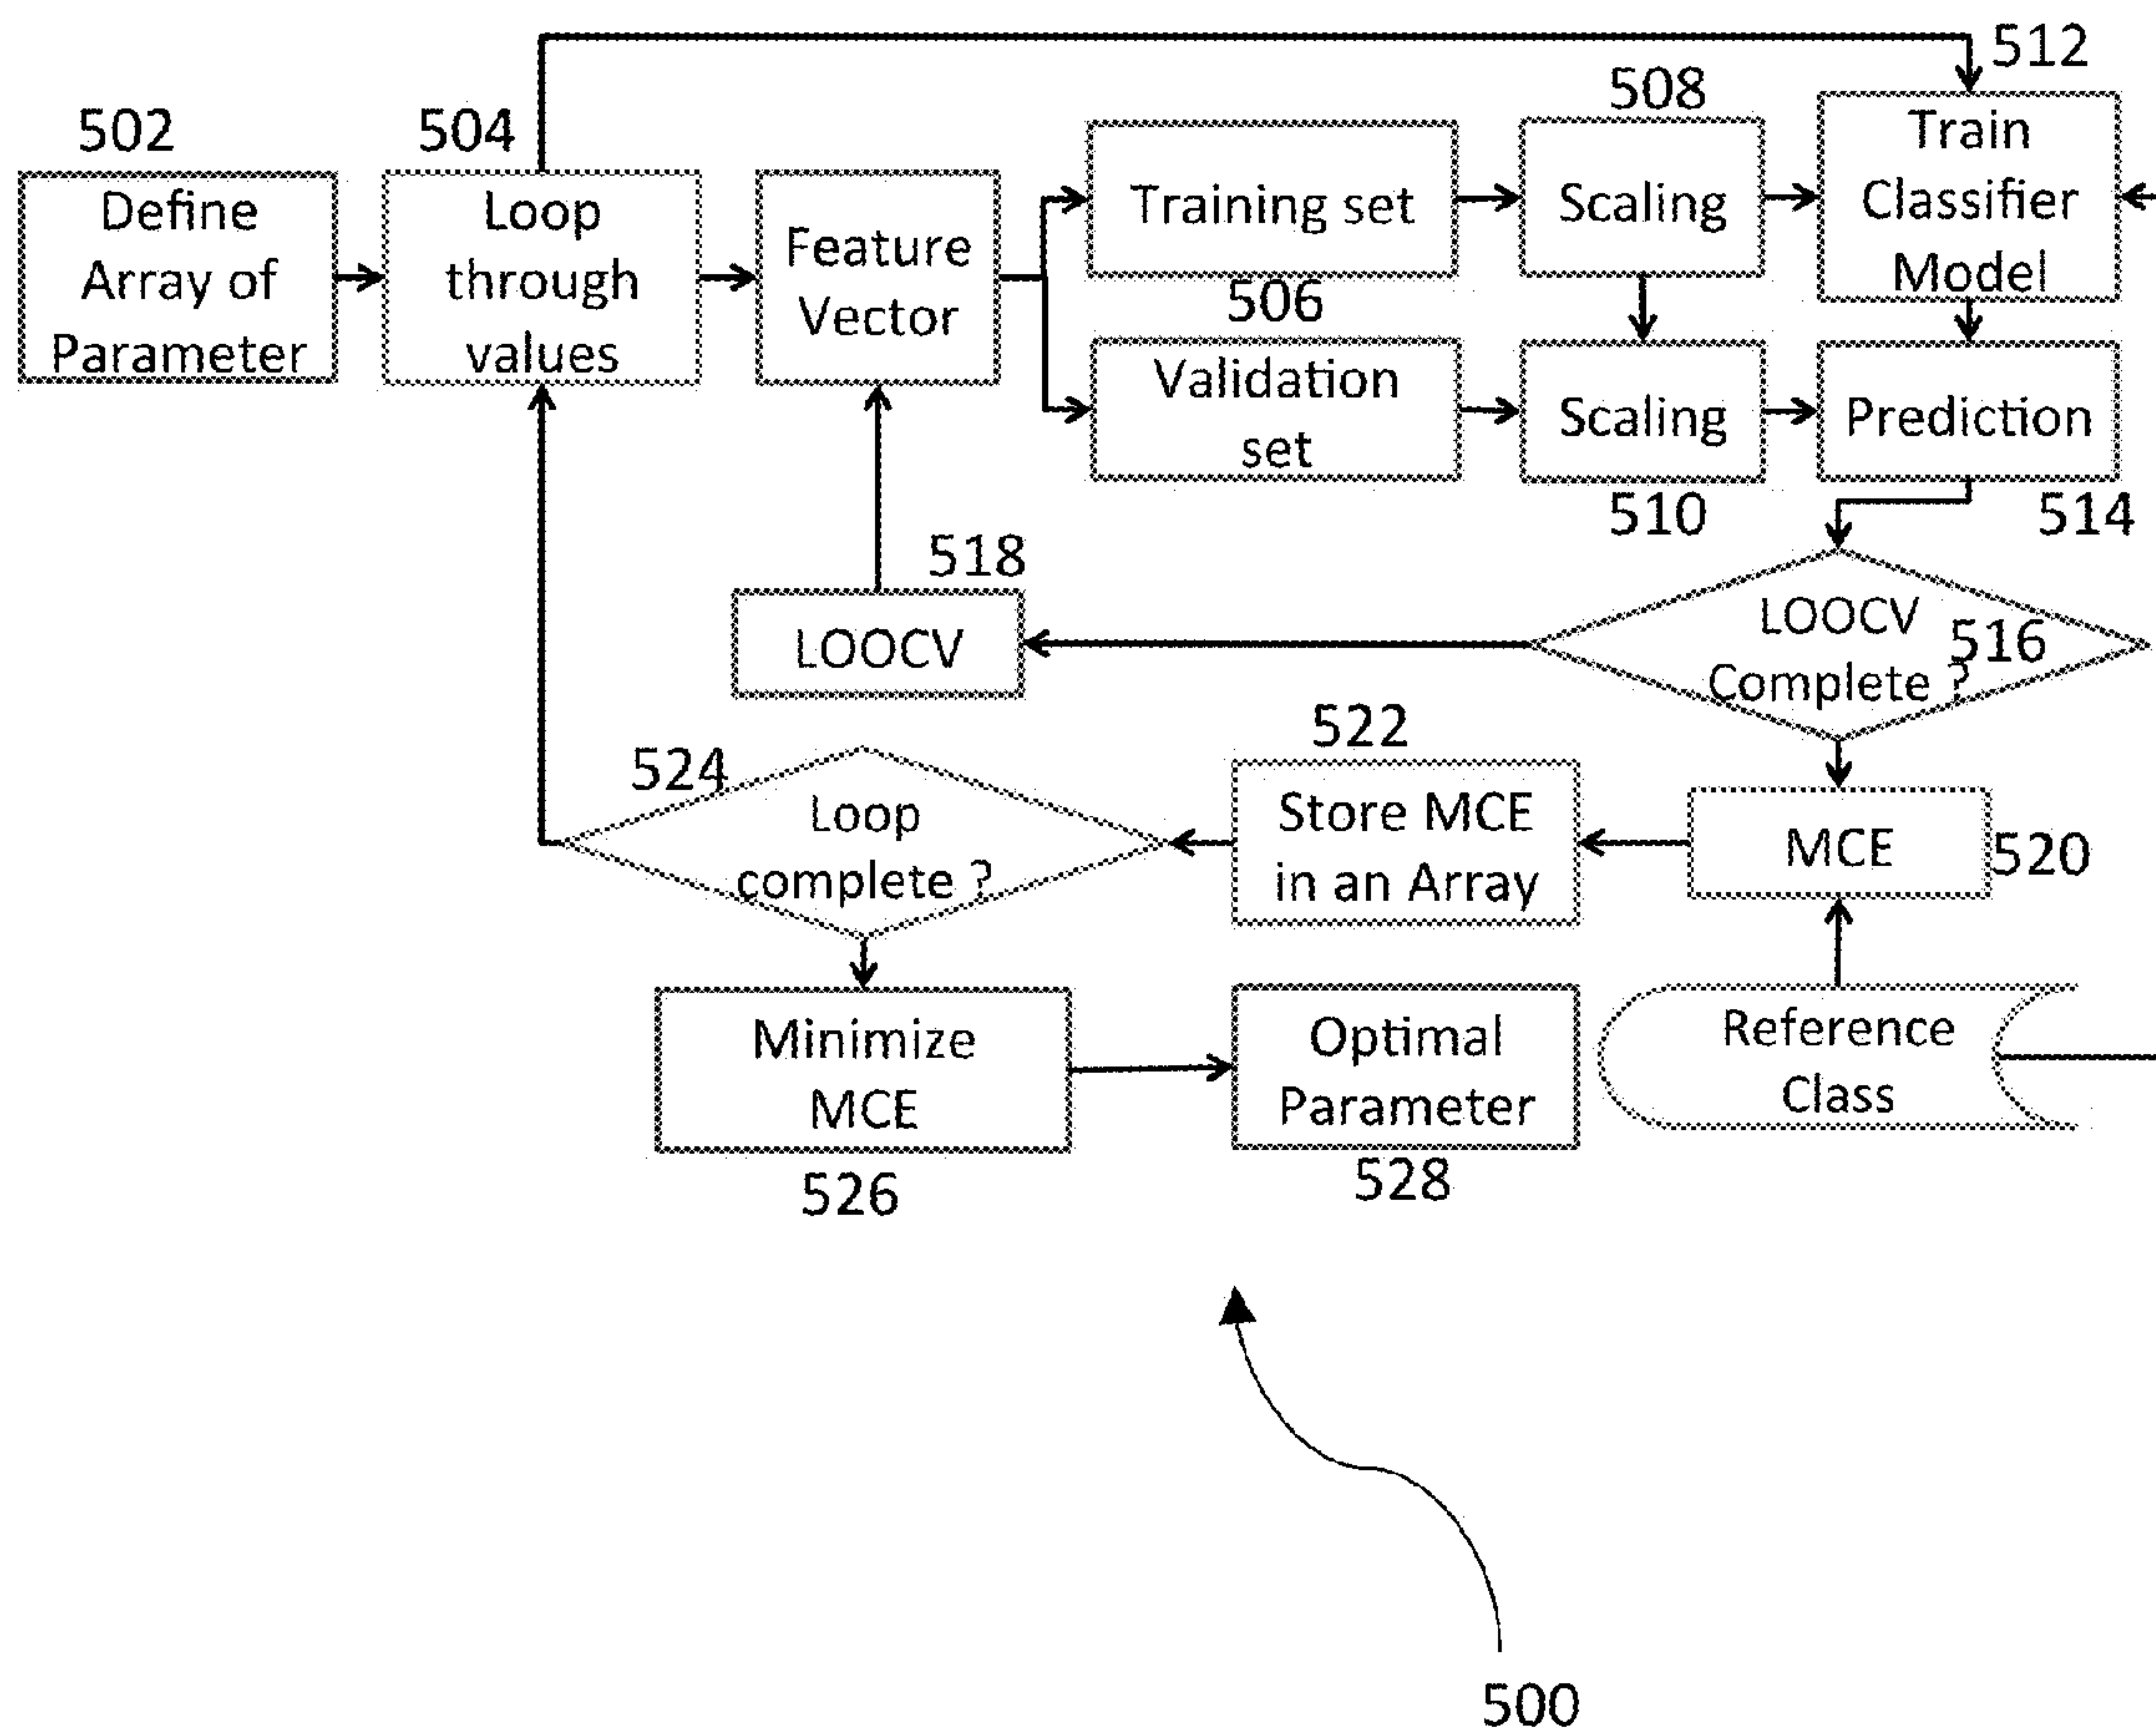 512
508
502
504
Define
Array of
Parameter
Loop
through
values
Feature
Vector
Training set
506
Validation
set
Scaling
Scaling
510
Train
Classifier
Model
Prediction
514
518
LOOCV
LOOCV
516
Complete ?
522
524
Loop
complete ?
Store MCE
in an Array
MCE
520
Minimize
MCE
526
Optimal
Parameter
528
Reference
Class
500